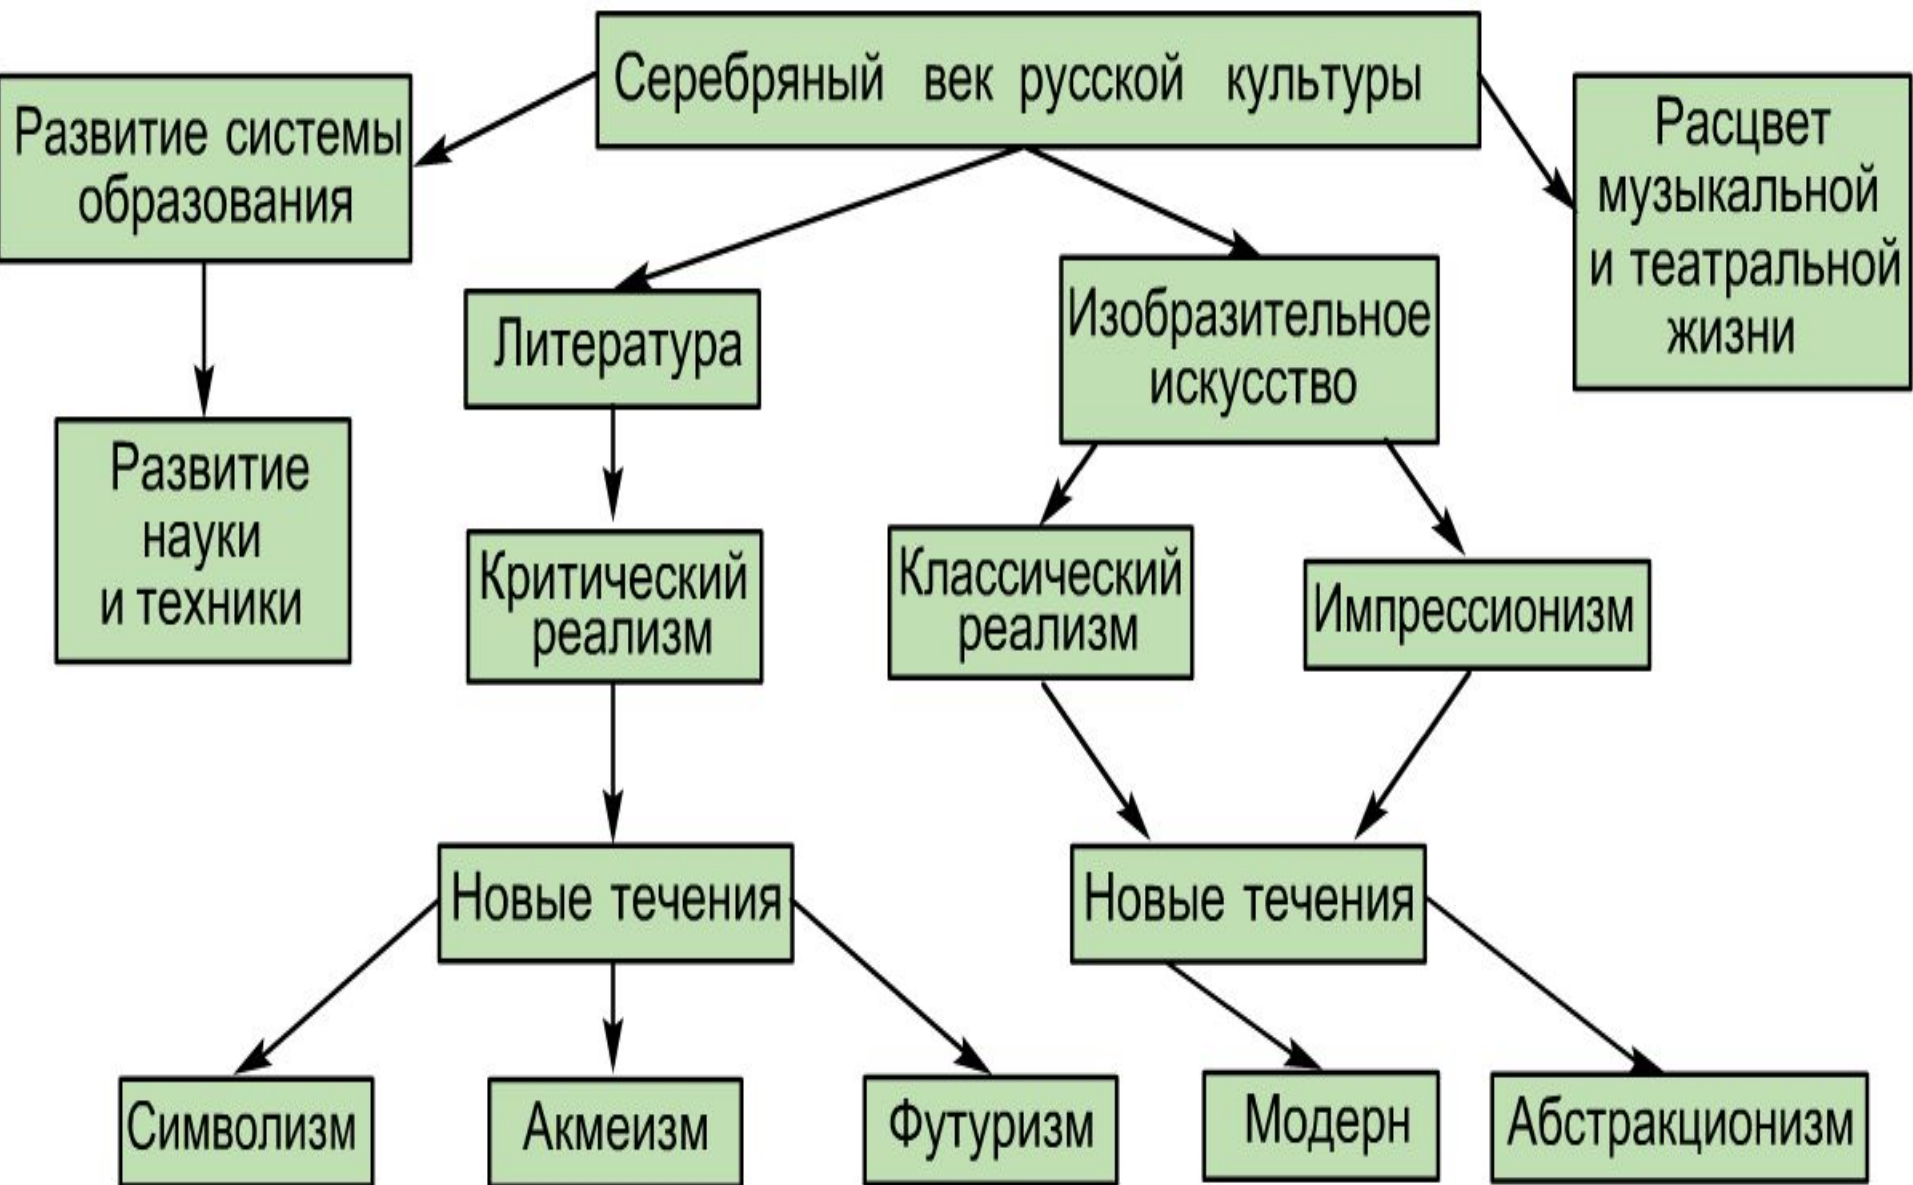 Серебряный век русской культуры
Развитие системы
образования
Расцвет
музыкальной
и театральной
жизни
Литература
Изобразительное
искусство
Развитие
науки
и техники
Критический
реализм
Классический
реализм
Импрессионизм
Новые течения
Новые течения
Символизм
Акмеизм
Футуризм
Модерн
Абстракционизм